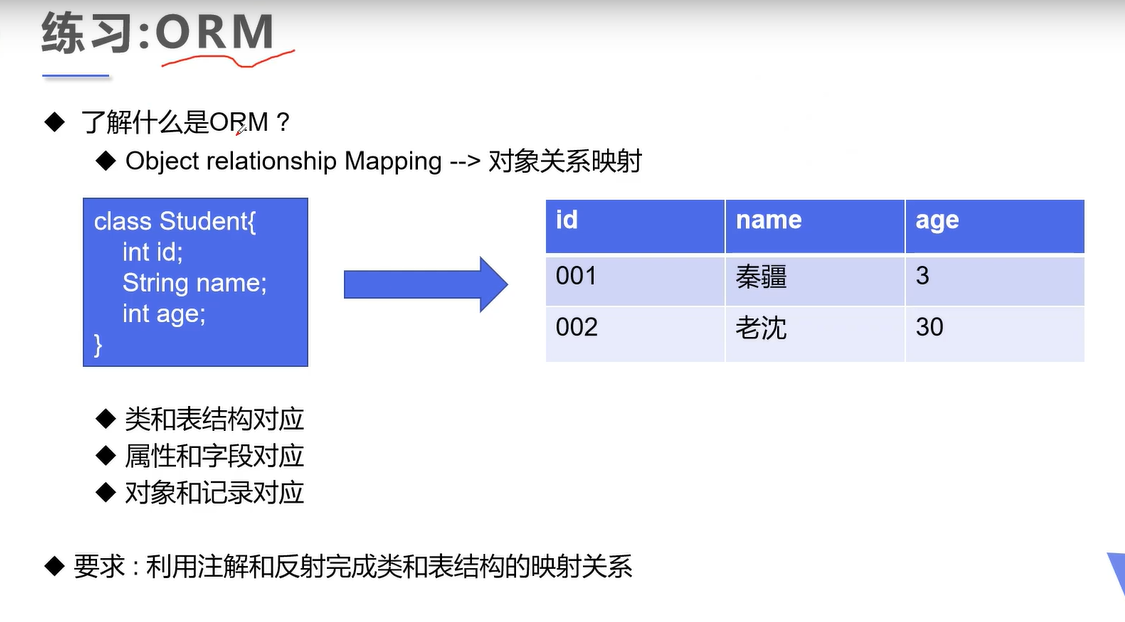 练习:ORM
了解什么是ORM？
Object relationship Mapping --> 对象关系映射
class Student{
int id;
String name;
int age;
}
id name age
001 秦疆 3
002 老沈 30
类和表结构对应
属性和字段对应
对象和记录对应
要求：利用注解和反射完成类和表结构的映射关系